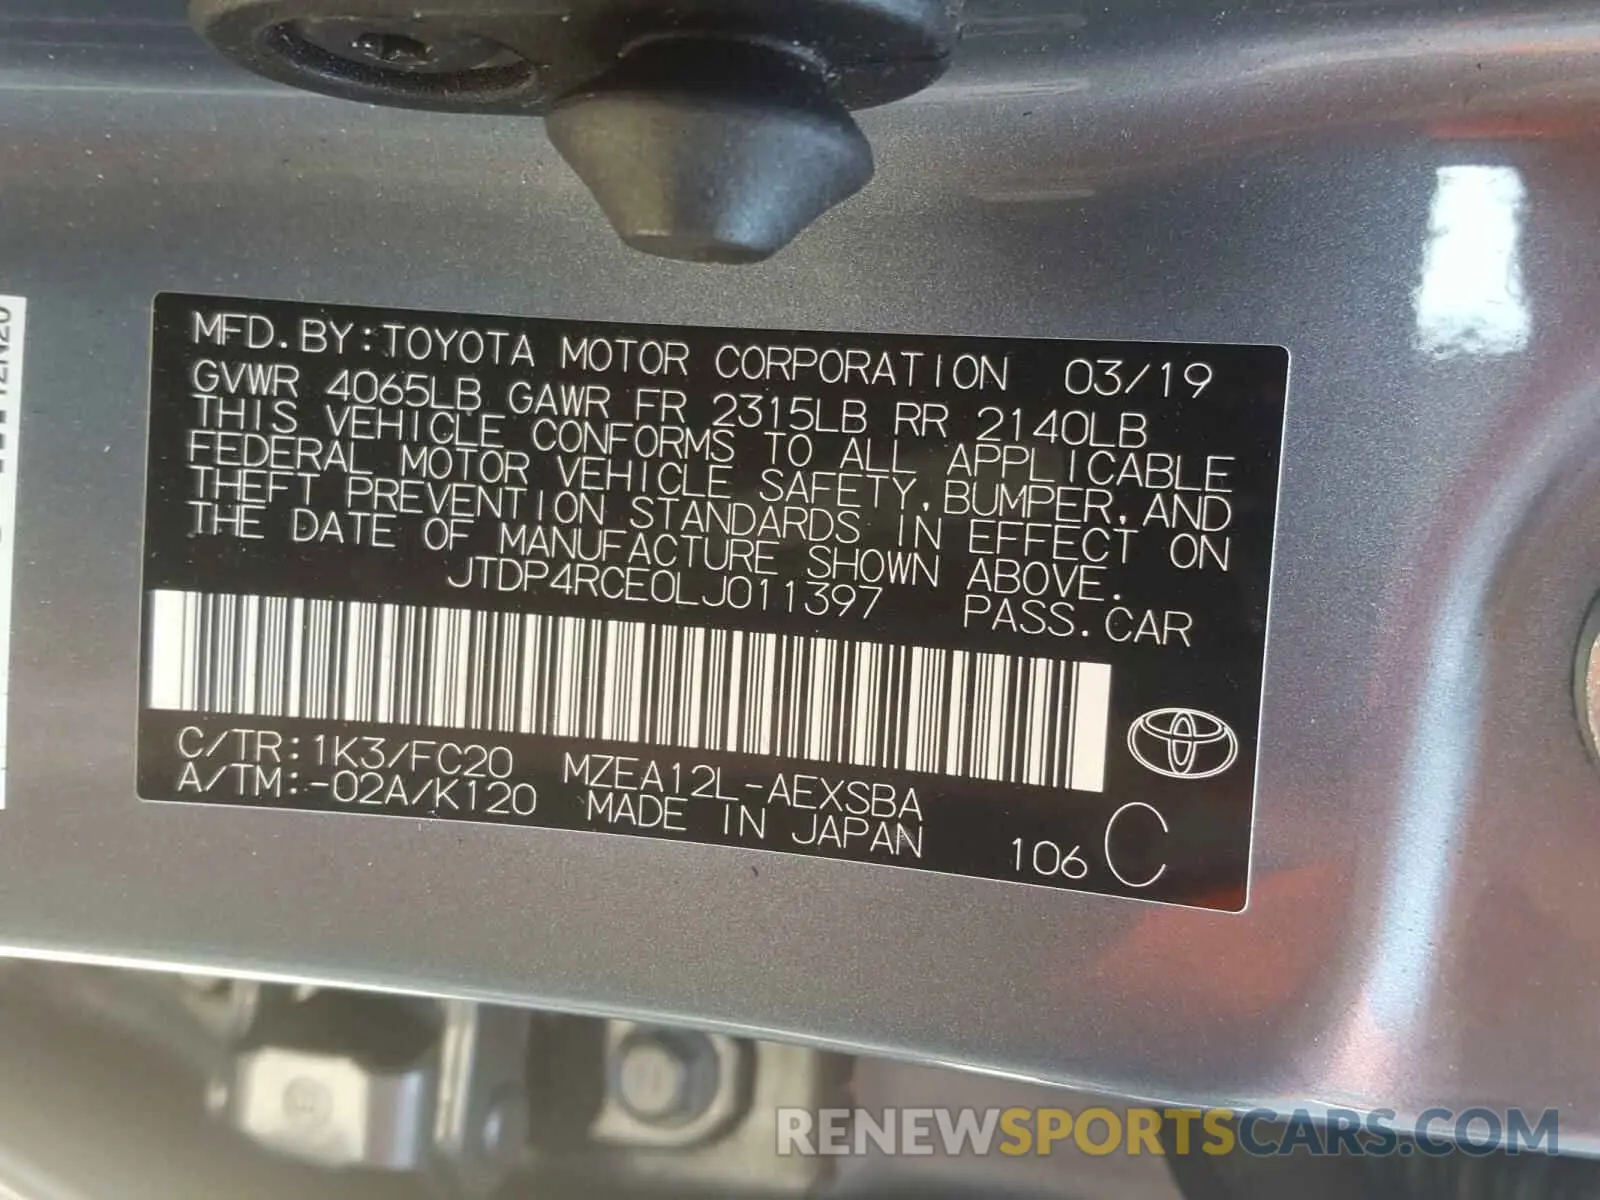 MFD. BY: TOYOTA MOTOR CORPORATION 03/19
GVWR 4065LB GAWR FR 2315LB RR 2140LB
THIS VEHICLE CONFORMS TO ALL APPLICABLE
FEDERAL MOTOR VEHICLE SAFETY, BUMPER, AND
THEFT PREVENTION STANDARDS IN EFFECT ON
THE DATE OF MANUFACTURE SHOWN ABOVE.
JTDP4RCE0LJ011397 PASS. CAR
C/TR: 1K3/FC20 MZEA12L-AEXSBA
A/TM: -02A/K120 MADE IN JAPAN 106 C
RENEWSPORTSCARS.COM